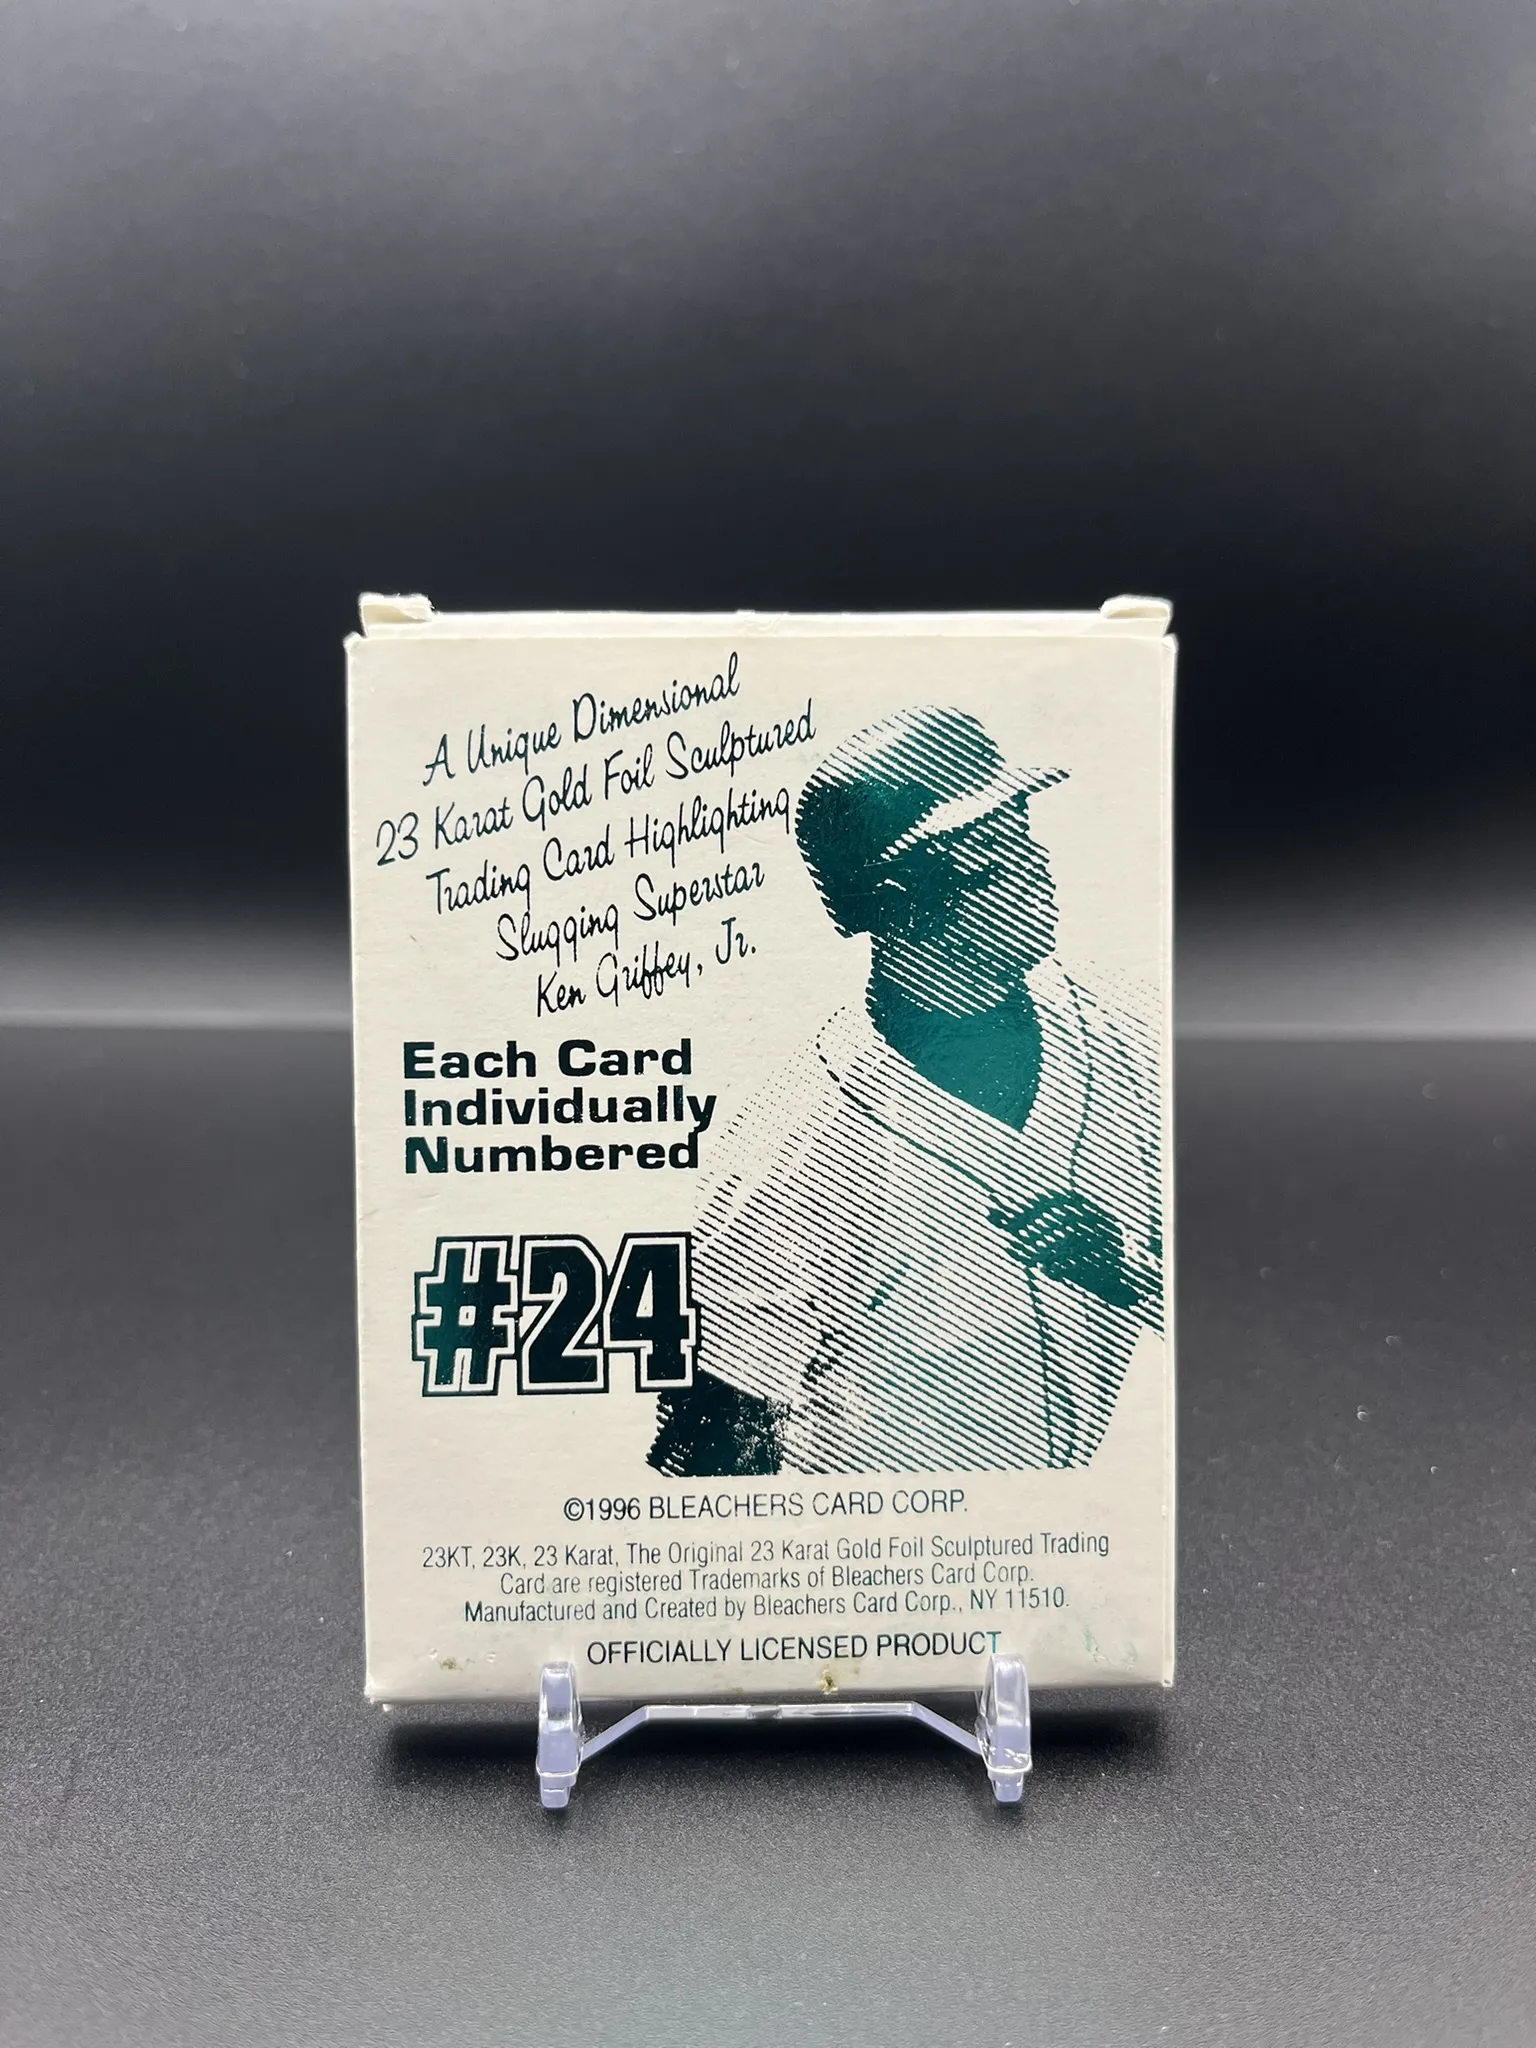 A Unique Dimensional
23 Karat Gold Foil Sculptured
Trading Card Highlighting
Slugging Superstar
Ken Griffey, Jr.
Each Card
Individually
Numbered
#24
©1996 BLEACHERS CARD CORP.
23KT, 23K, 23 Karat, The Original 23 Karat Gold Foil Sculptured Trading
Card are registered Trademarks of Bleachers Card Corp.
Manufactured and Created by Bleachers Card Corp., NY 11510.
OFFICIALLY LICENSED PRODUCT